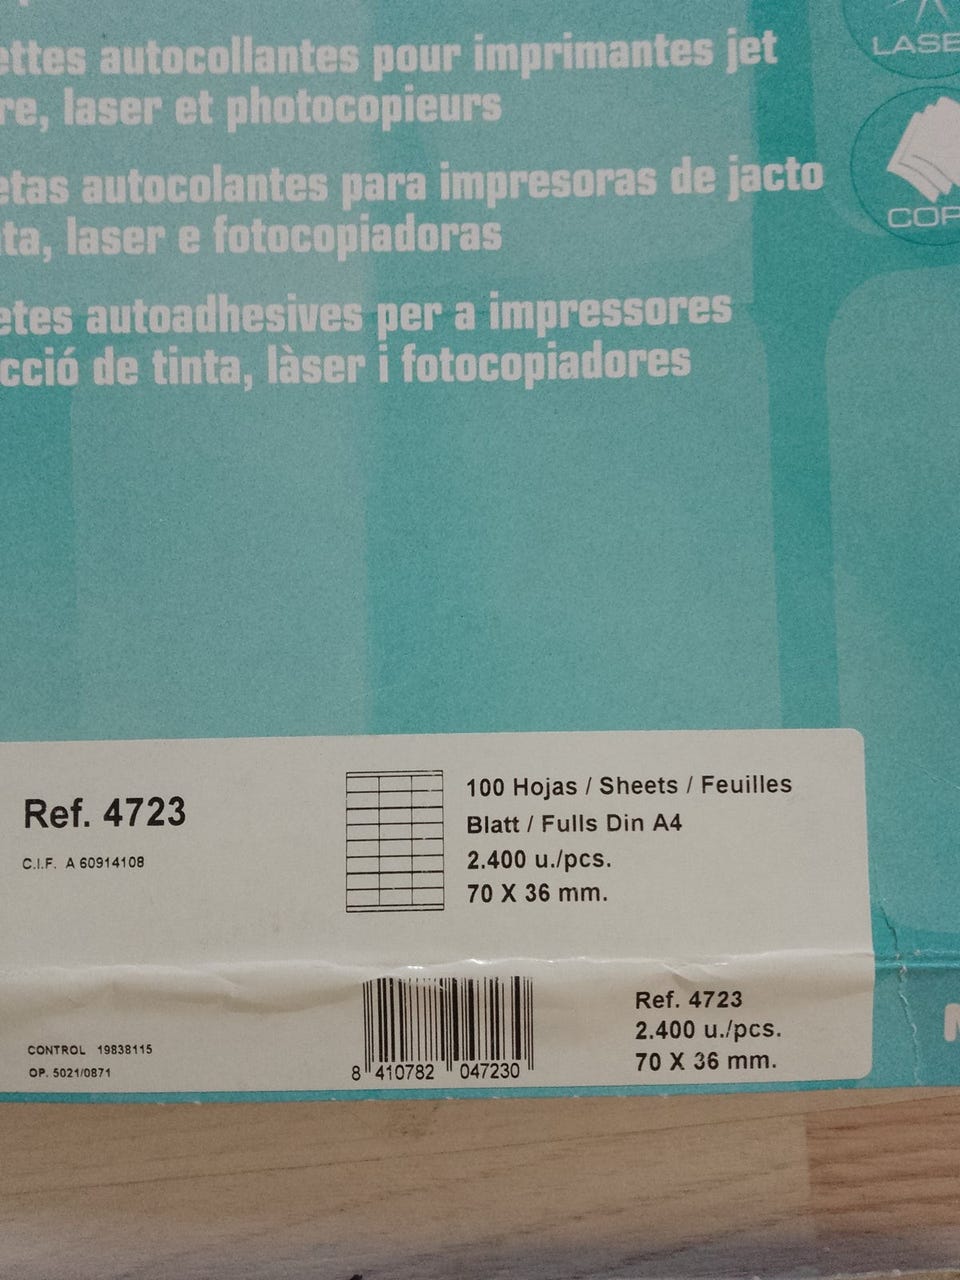 ettes autocollantes pour imprimantes jet
re, laser et photocopieurs
etas autocolantes para impresoras de jacto
ta, laser e fotocopiadoras
etes autoadhesives per a impressores
cció de tinta, làser i fotocopiadores
LASE
COP
Ref. 4723
C.I.F. A 60914108
100 Hojas / Sheets / Feuilles
Blatt / Fulls Din A4
2.400 u./pcs.
70 X 36 mm.
CONTROL 19838115
OP. 5021/0871
8 410782 047230
Ref. 4723
2.400 u./pcs.
70 X 36 mm.